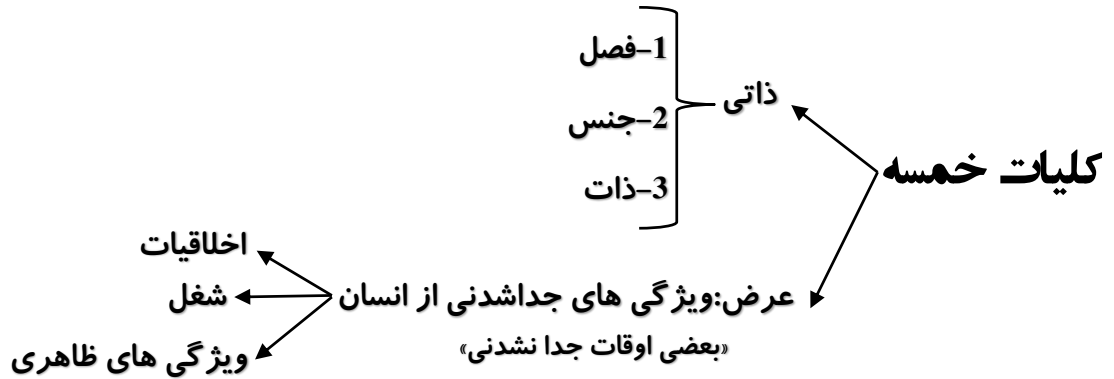 کلیات خمسه
ذاتی
1-فصل
2-جنس
3-ذات
عرض:ویژگی های جداشدنی از انسان
«بعضی اوقات جدا نشدنی»
اخلاقیات
شغل
ویژگی های ظاهری